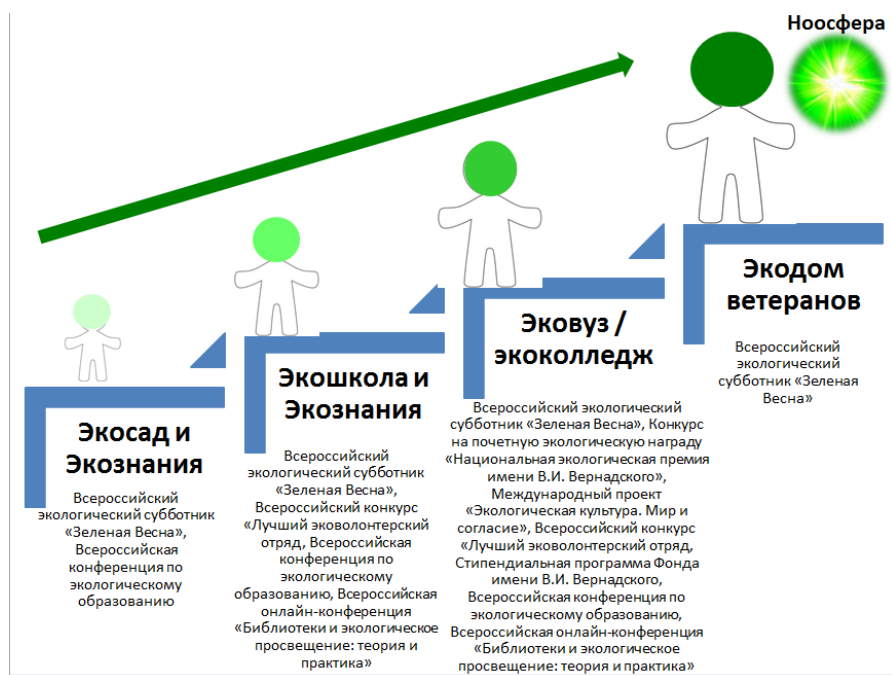 Ноосфера
Экосад и
Экознания
Всероссийский
экологический субботник
«Зеленая Весна»,
Всероссийская
конференция по
экологическому
образованию
Экошкола и
Экознания
Всероссийский
экологический субботник
«Зеленая Весна»,
Всероссийский конкурс
«Лучший эковолонтерский
отряд, Всероссийская
конференция по
экологическому
образованию, Всероссийская
онлайн-конференция
«Библиотеки и экологическое
просвещение: теория и
практика»
Эковуз /
экоколледж
Всероссийский экологический
субботник «Зеленая Весна», Конкурс
на почетную экологическую награду
«Национальная экологическая премия
имени В.И. Вернадского»,
Международный проект
«Экологическая культура. Мир и
согласие», Всероссийский конкурс
«Лучший эковолонтерский отряд,
Стипендиальная программа Фонда
имени В.И. Вернадского,
Всероссийская конференция по
экологическому образованию,
Всероссийская онлайн-конференция
«Библиотеки и экологическое
просвещение: теория и практика»
Экодом
ветеранов
Всероссийский
экологический
субботник «Зеленая
Весна»